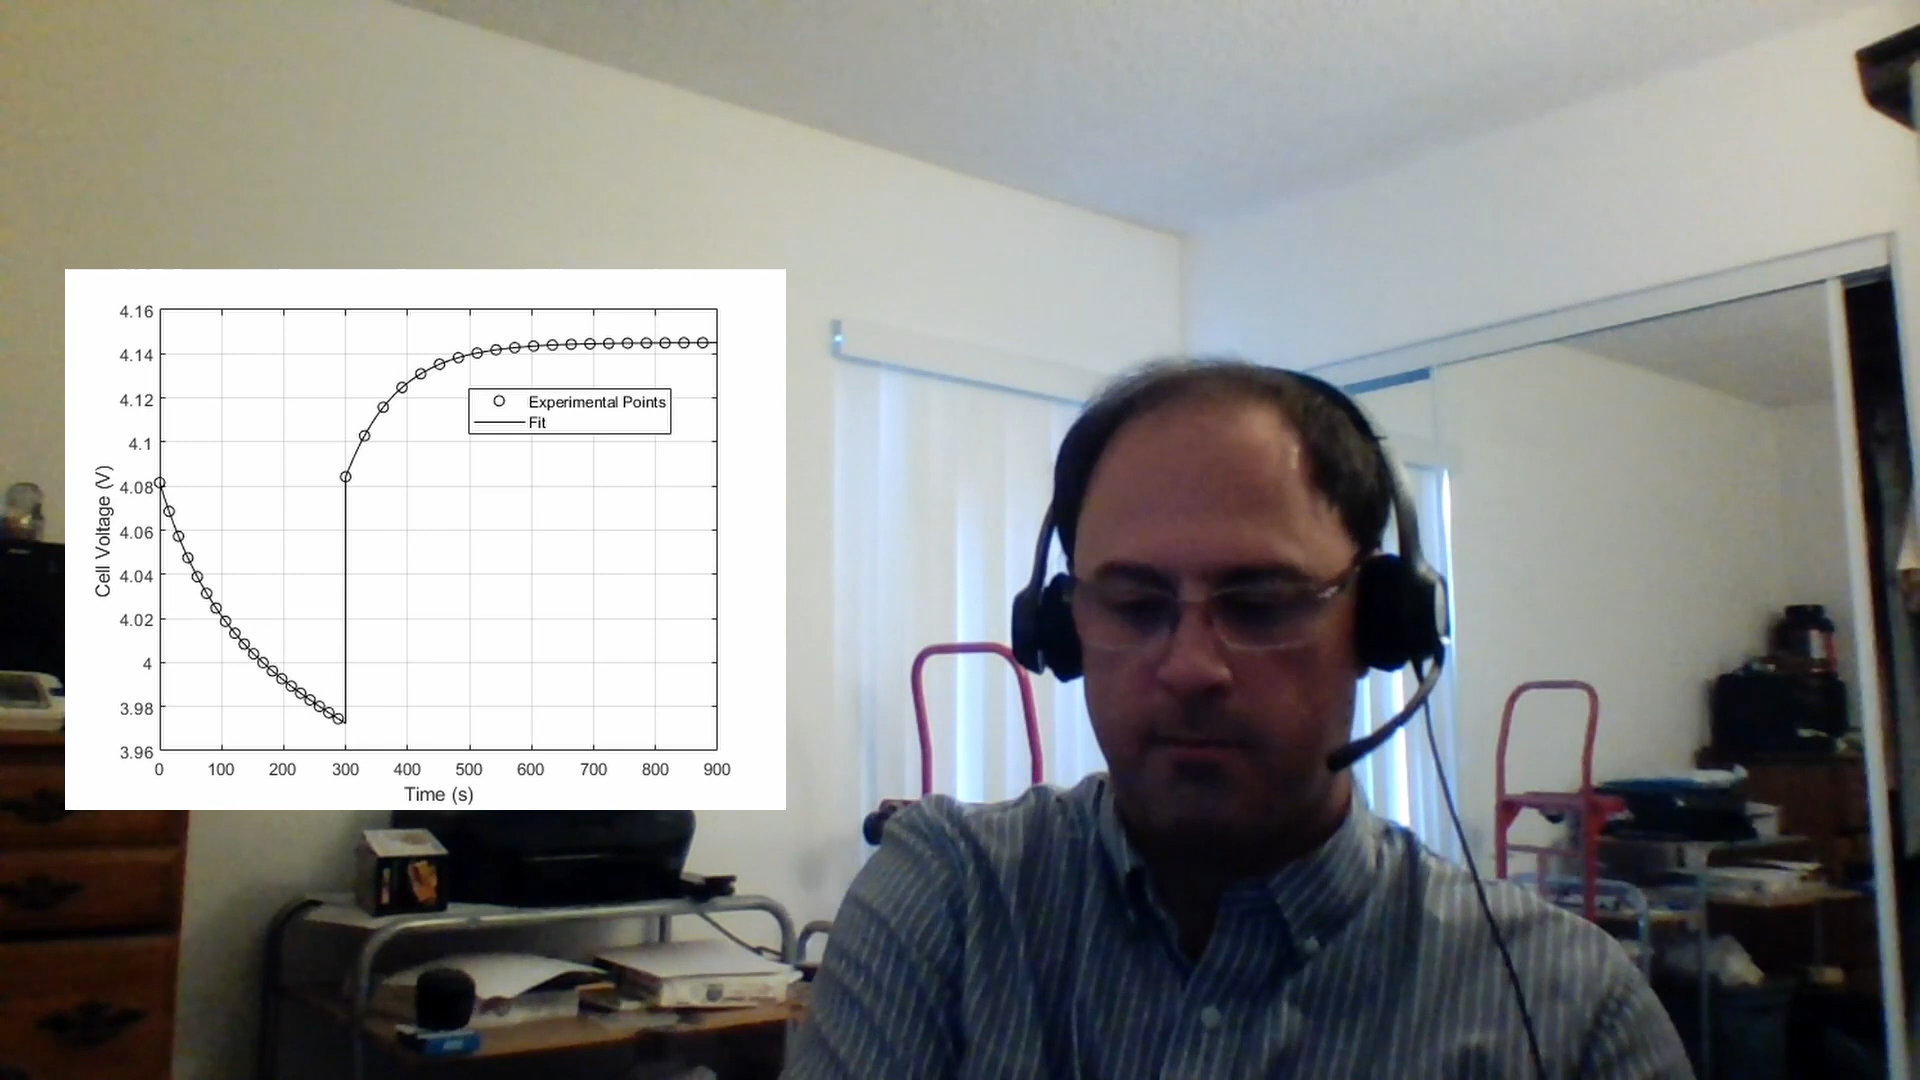 4.16
4.14
4.12
4.1
4.08
4.06
4.04
4.02
4
3.98
3.96
Cell Voltage (V)
Experimental Points
Fit
0 100 200 300 400 500 600 700 800 900
Time (s)